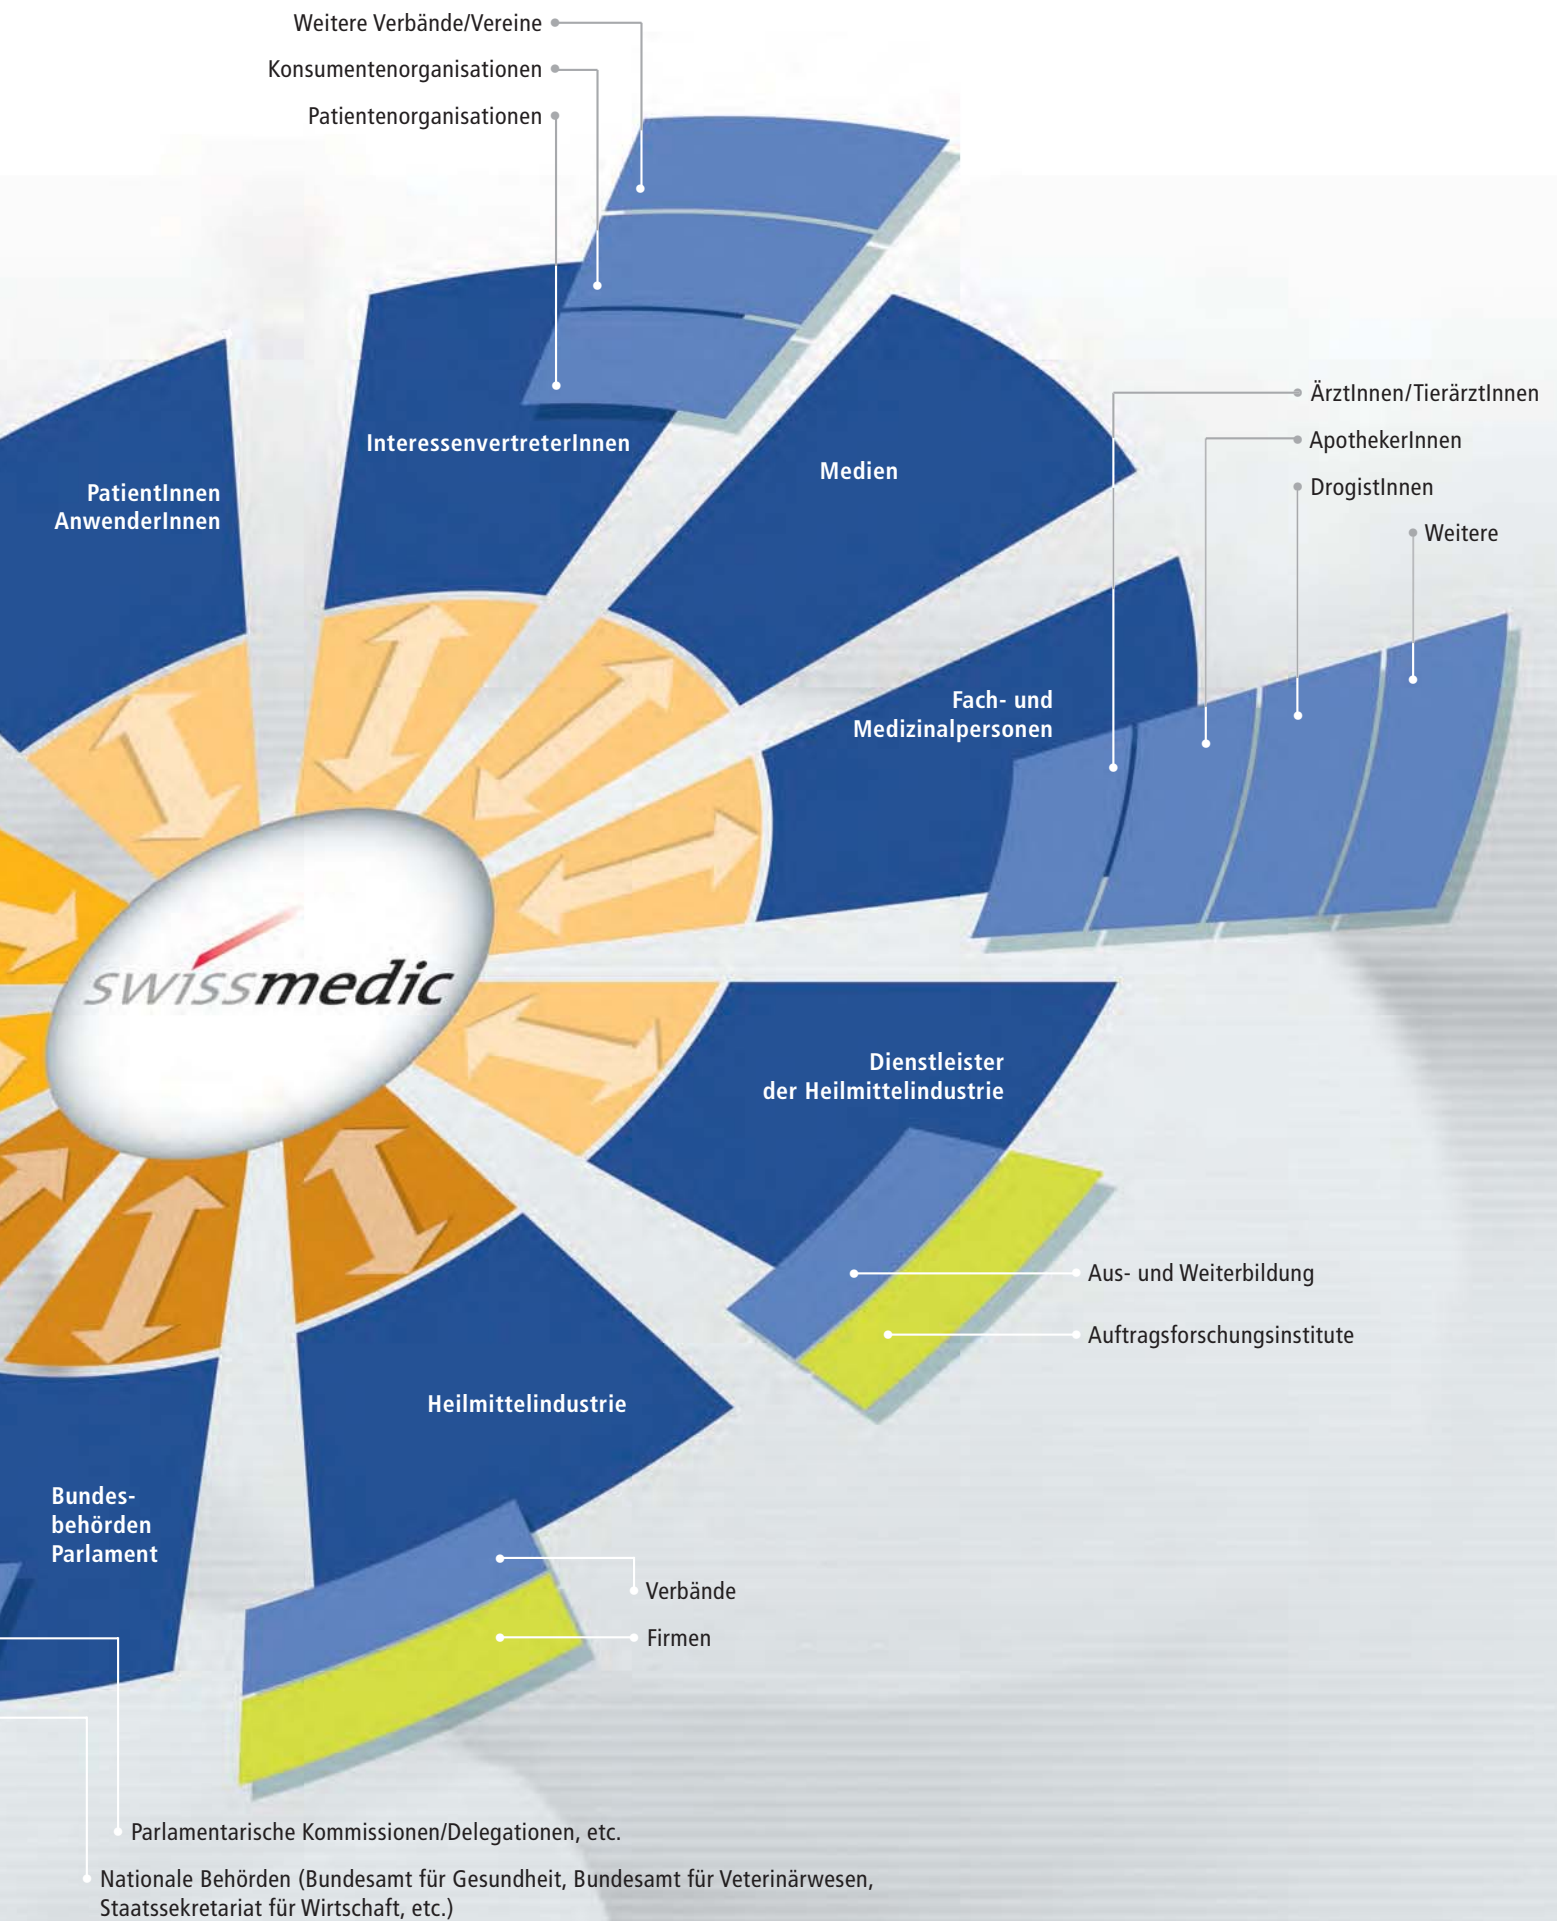 Weitere Verbände/Vereine
Konsumentenorganisationen
Patientenorganisationen
ÄrztInnen/TierärztInnen
ApothekerInnen
DrogistInnen
Weitere
InteressenvertreterInnen
Medien
PatientInnen
AnwenderInnen
Fach- und
Medizinalpersonen
swissmedic
Dienstleister
der Heilmittelindustrie
Aus- und Weiterbildung
Auftragsforschungsinstitute
Heilmittelindustrie
Bundes-
behörden
Parlament
Verbände
Firmen
Parlamentarische Kommissionen/Delegationen, etc.
Nationale Behörden (Bundesamt für Gesundheit, Bundesamt für Veterinärwesen,
Staatssekretariat für Wirtschaft, etc.)